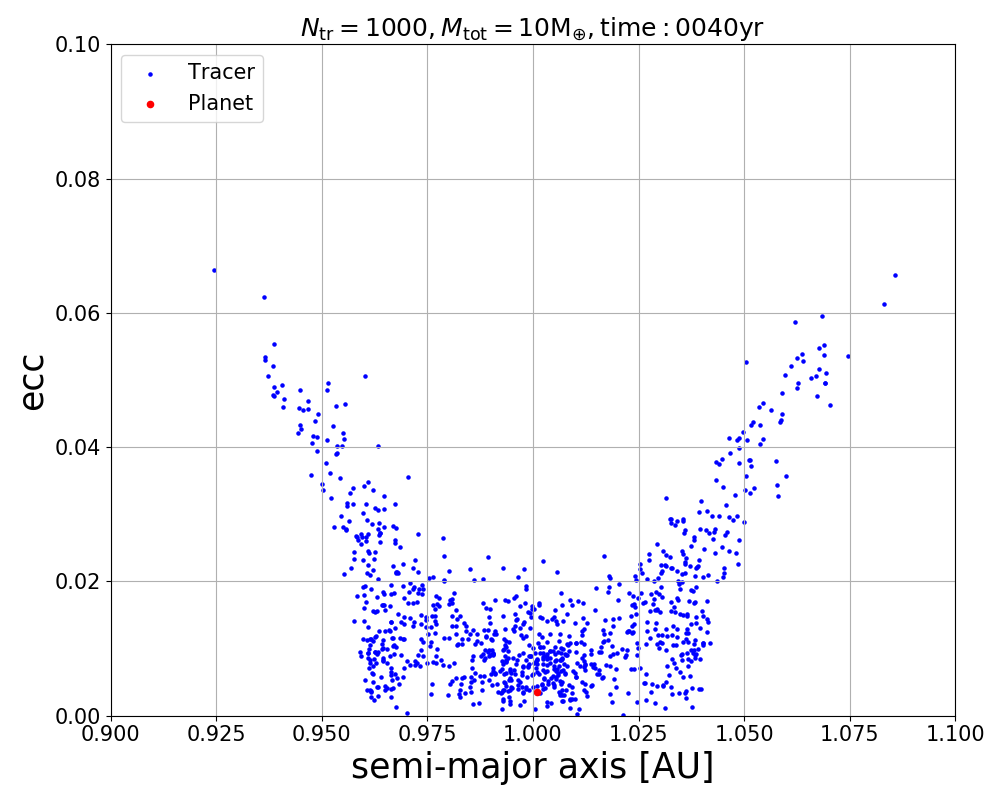 N_tr = 1000, M_tot = 10M_⊕, time : 0040yr
Tracer
Planet
ecc
0.10
0.08
0.06
0.04
0.02
0.00
0.900 0.925 0.950 0.975 1.000 1.025 1.050 1.075 1.100
semi-major axis [AU]